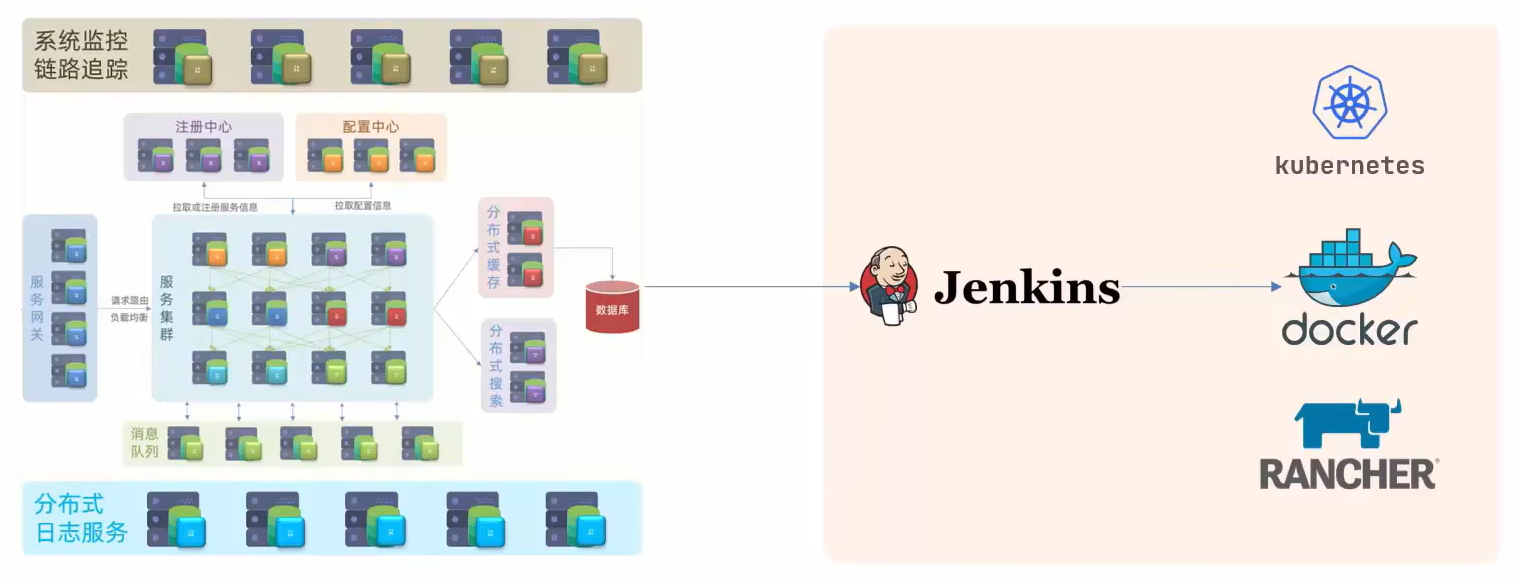 系统监控
链路追踪
注册中心
配置中心
拉取或注册服务信息
拉取配置信息
服务网关
请求路由
负载均衡
服务集群
分布式缓存
数据库
分布式搜索
消息
队列
分布式
日志服务
Jenkins
kubernetes
docker
RANCHER